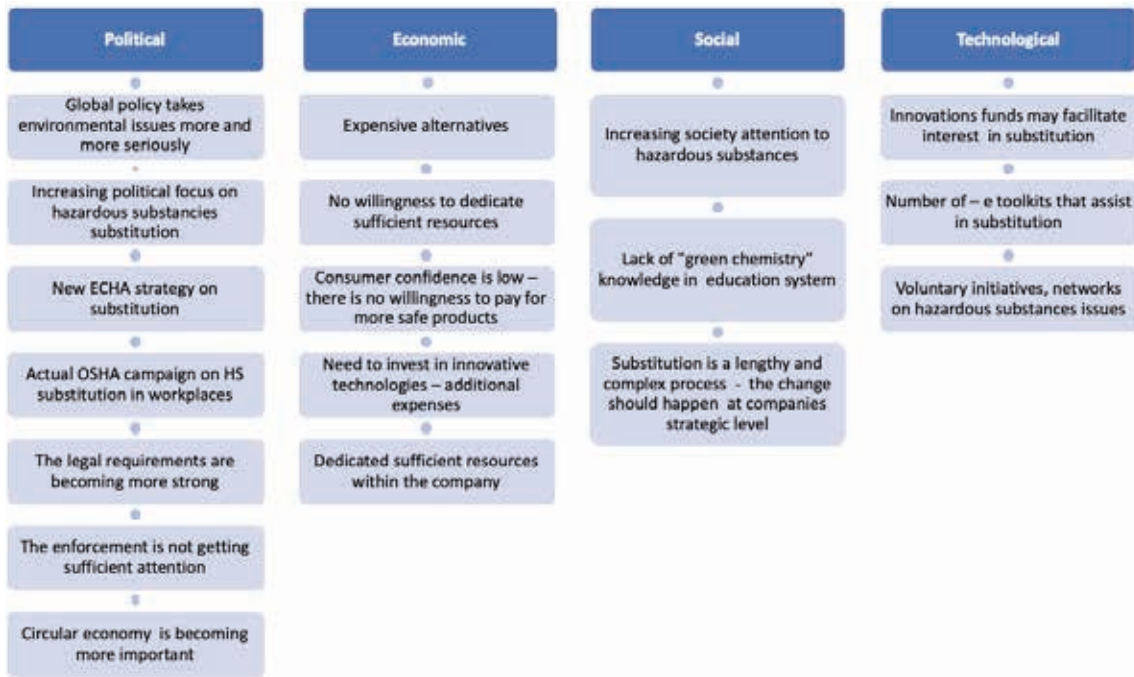 Political
Global policy takes
environmental issues more and
more seriously
Increasing political focus on
hazardous substancies
substitution
New ECHA strategy on
substitution
Actual OSHA campaign on HS
substitution in workplaces
The legal requirements are
becoming more strong
The enforcement is not getting
sufficient attention
Circular economy is becoming
more important
Economic
Expensive alternatives
No willingness to dedicate
sufficient resources
Consumer confidence is low –
there is no willingness to pay for
more safe products
Need to invest in innovative
technologies – additional
expenses
Dedicated sufficient resources
within the company
Social
Increasing society attention to
hazardous substances
Lack of "green chemistry"
knowledge in education system
Substitution is a lengthy and
complex process - the change
should happen at companies
strategic level
Technological
Innovations funds may facilitate
interest in substitution
Number of – e toolkits that assist
in substitution
Voluntary initiatives, networks
on hazardous substances issues